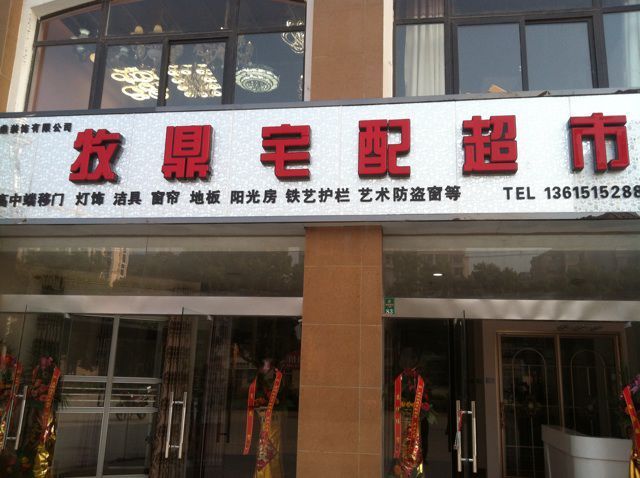 装饰有限公司
牧鼎宅配超市
高中端移门 灯饰 洁具 窗帘 地板 阳光房 铁艺护栏 艺术防盗窗等 TEL 1361515288
83